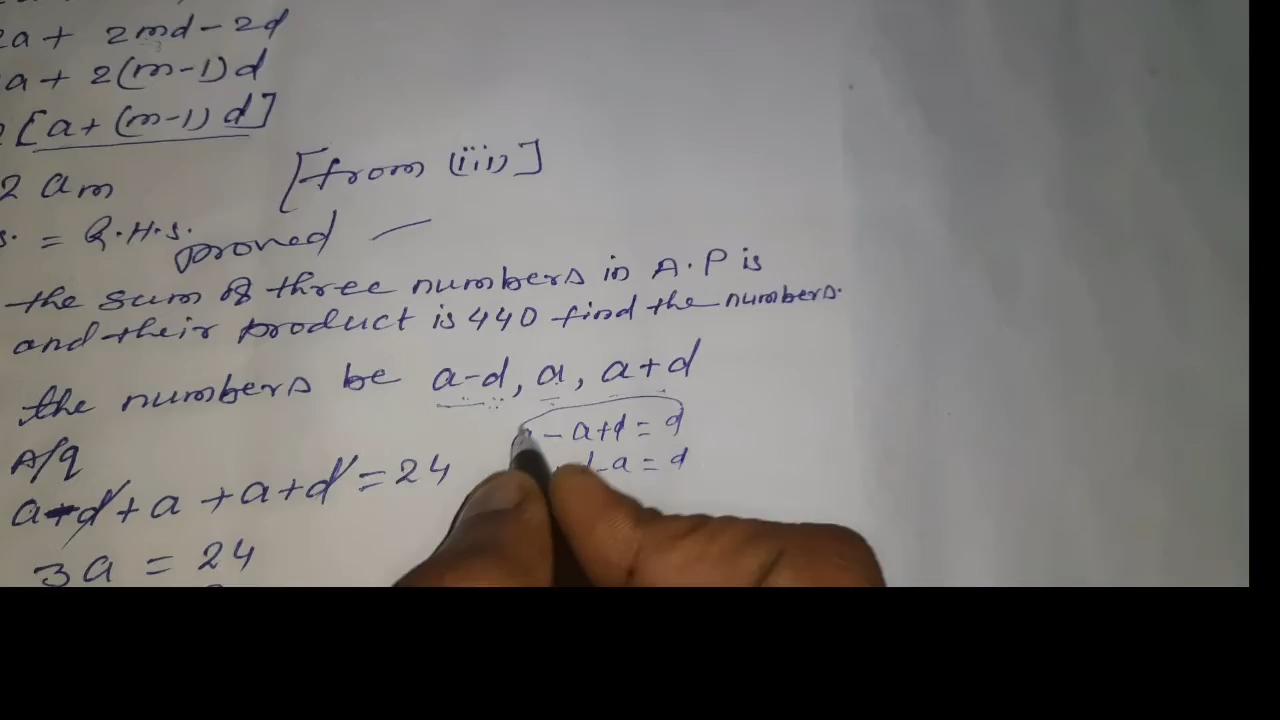 2a + 2md - 2d
a + 2(m-1)d
[a + (m-1) d]
2 am [from (iii)]
s. = R.H.S. proved
the sum of three numbers in A.P is
and their product is 440 find the numbers.
the numbers be a-d, a, a+d
A/q
- a+d = d
-a = d
a-d+a+a+d = 24
3a = 24